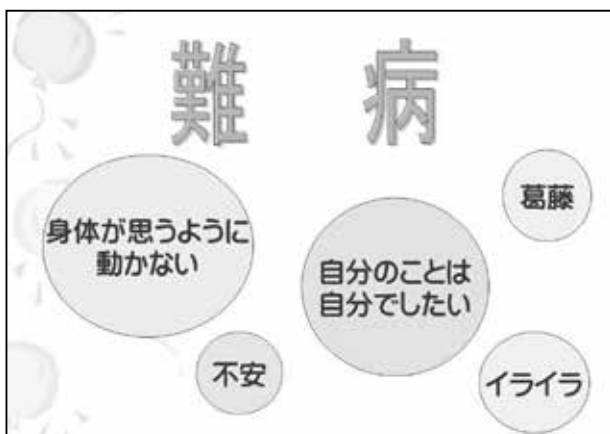 難 病
身体が思うように
動かない
自分のことは
自分でしたい
葛藤
不安
イライラ